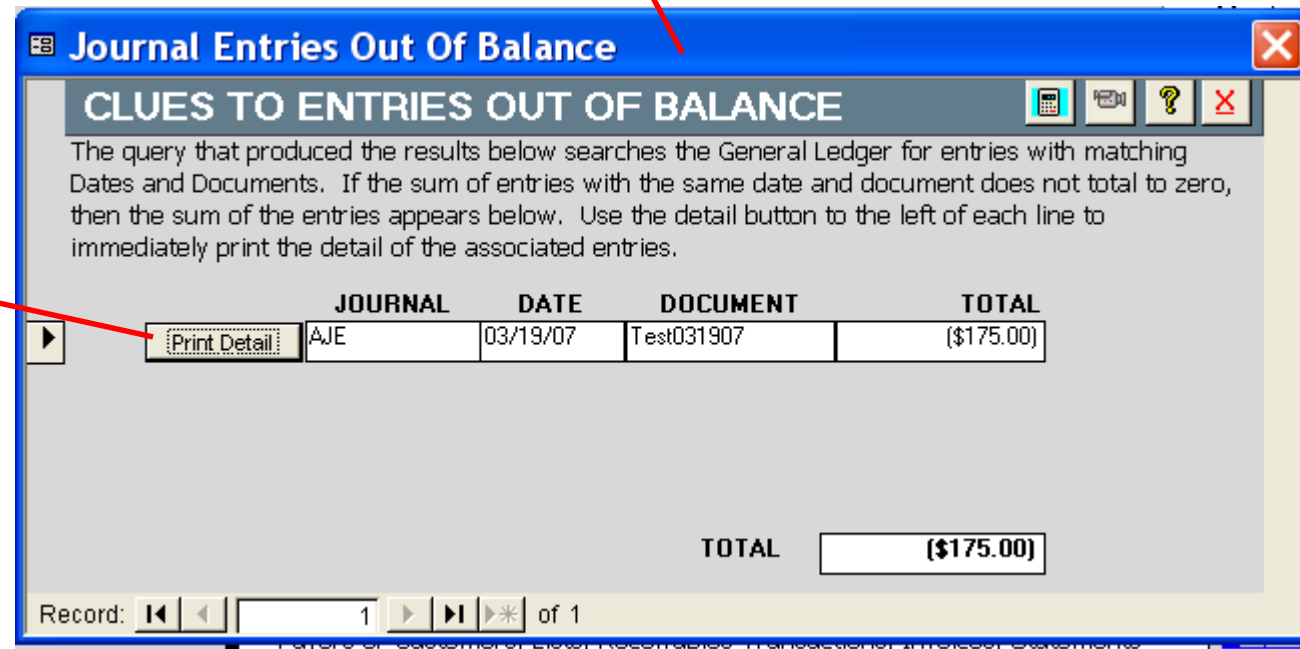 Journal Entries Out Of Balance
CLUES TO ENTRIES OUT OF BALANCE
The query that produced the results below searches the General Ledger for entries with matching
Dates and Documents. If the sum of entries with the same date and document does not total to zero,
then the sum of the entries appears below. Use the detail button to the left of each line to
immediately print the detail of the associated entries.
JOURNAL DATE DOCUMENT TOTAL
Print Detail AJE 03/19/07 Test031907 ($175.00)
TOTAL ($175.00)
Record: 1 of 1